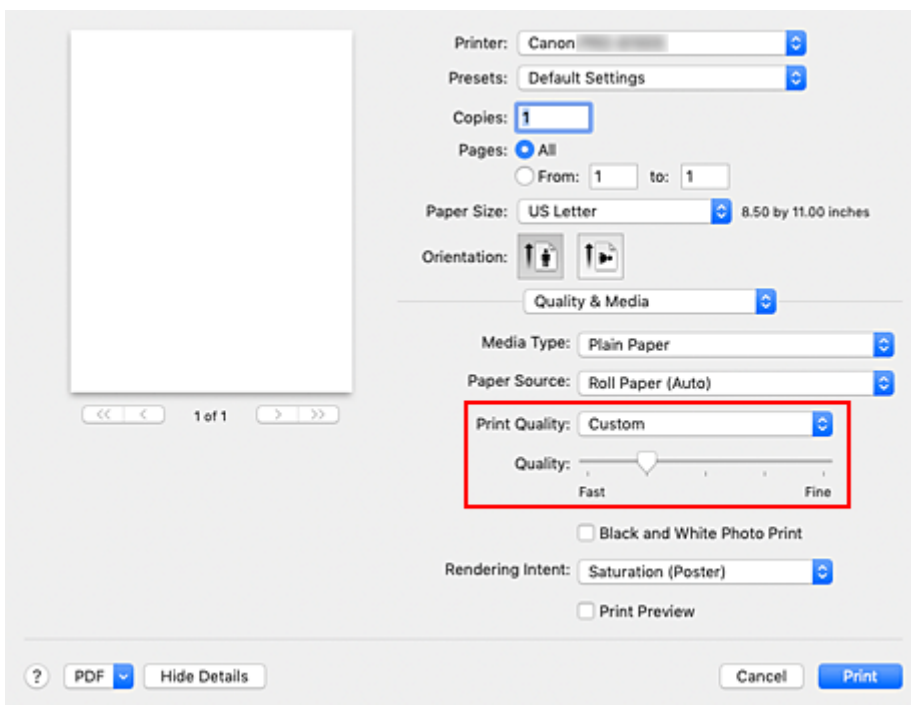 Printer: Canon
Presets: Default Settings
Copies: 1
Pages: All
From: 1 to: 1
Paper Size: US Letter 8.50 by 11.00 inches
Orientation:
Quality & Media
Media Type: Plain Paper
Paper Source: Roll Paper (Auto)
<< < 1 of 1 > >>
Print Quality: Custom
Quality:
Fast Fine
Black and White Photo Print
Rendering Intent: Saturation (Poster)
Print Preview
? PDF Hide Details Cancel Print